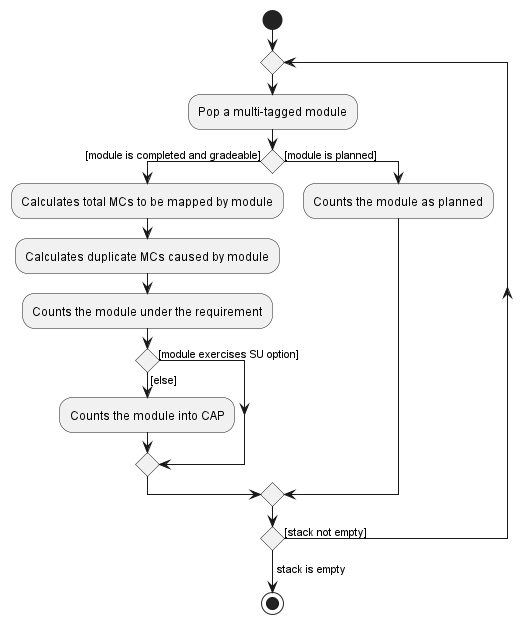 Pop a multi-tagged module
[module is completed and gradeable]
[module is planned]
Calculates total MCs to be mapped by module
Counts the module as planned
Calculates duplicate MCs caused by module
Counts the module under the requirement
[module exercises SU option]
[else]
Counts the module into CAP
[stack not empty]
stack is empty